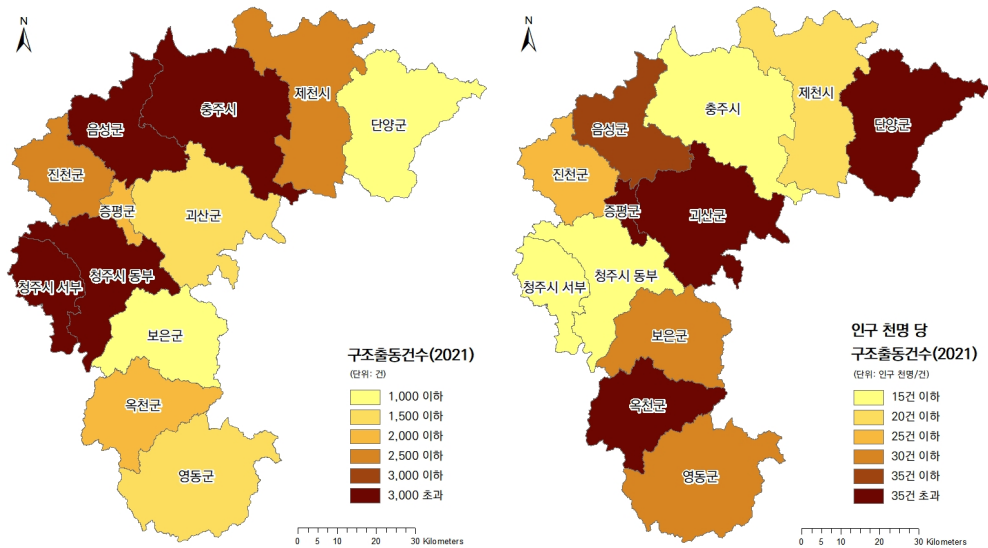 N
제천시
충주시
단양군
음성군
진천군
증평군
괴산군
청주시 동부
청주시 서부
보은군
옥천군
영동군
구조출동건수(2021)
(단위: 건)
1,000 이하
1,500 이하
2,000 이하
2,500 이하
3,000 이하
3,000 초과
0 5 10 20 30 Kilometers
N
제천시
충주시
단양군
음성군
진천군
증평군
괴산군
청주시 동부
청주시 서부
보은군
옥천군
영동군
인구 천명 당
구조출동건수(2021)
(단위: 인구 천명/건)
15건 이하
20건 이하
25건 이하
30건 이하
35건 이하
35건 초과
0 5 10 20 30 Kilometers